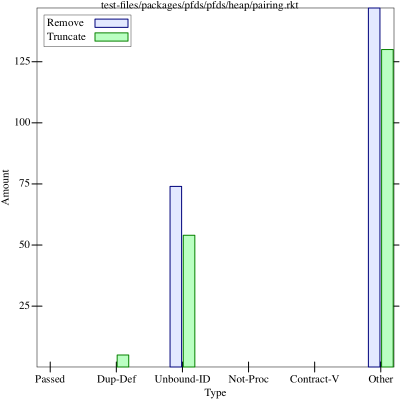 test-files/packages/pfds/pfds/heap/pairing.rkt
Remove
Truncate
125
100
75
50
25
Amount
Passed Dup-Def Unbound-ID Not-Proc Contract-V Other
Type